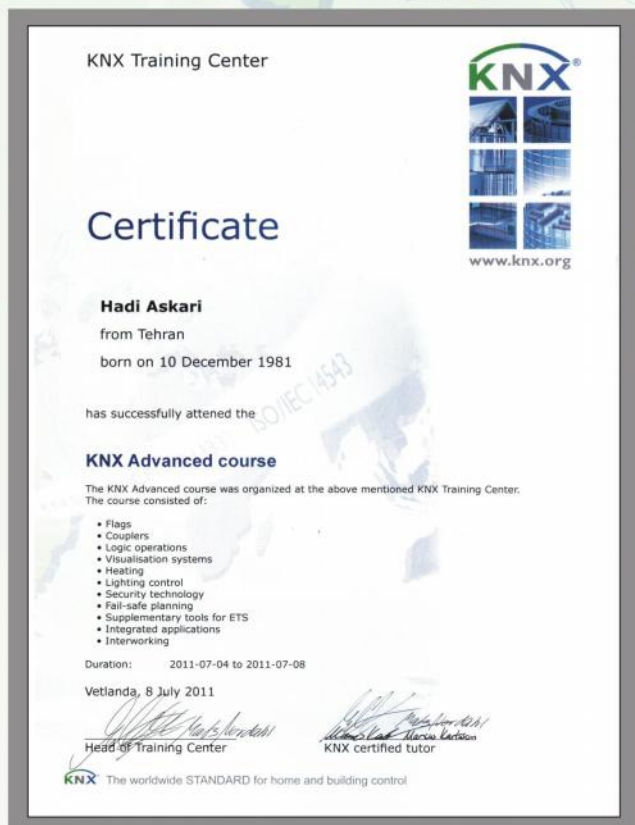 KNX Training Center
KNX®
www.knx.org
Certificate
Hadi Askari
from Tehran
born on 10 December 1981
ISO/IEC 14543
has successfully attened the
KNX Advanced course
The KNX Advanced course was organized at the above mentioned KNX Training Center.
The course consisted of:
• Flags
• Couplers
• Logic operations
• Visualisation systems
• Heating
• Lighting control
• Security technology
• Fail-safe planning
• Supplementary tools for ETS
• Integrated applications
• Interworking
Duration: 2011-07-04 to 2011-07-08
Vetlanda, 8 July 2011
Head of Training Center
KNX certified tutor
KNX The worldwide STANDARD for home and building control